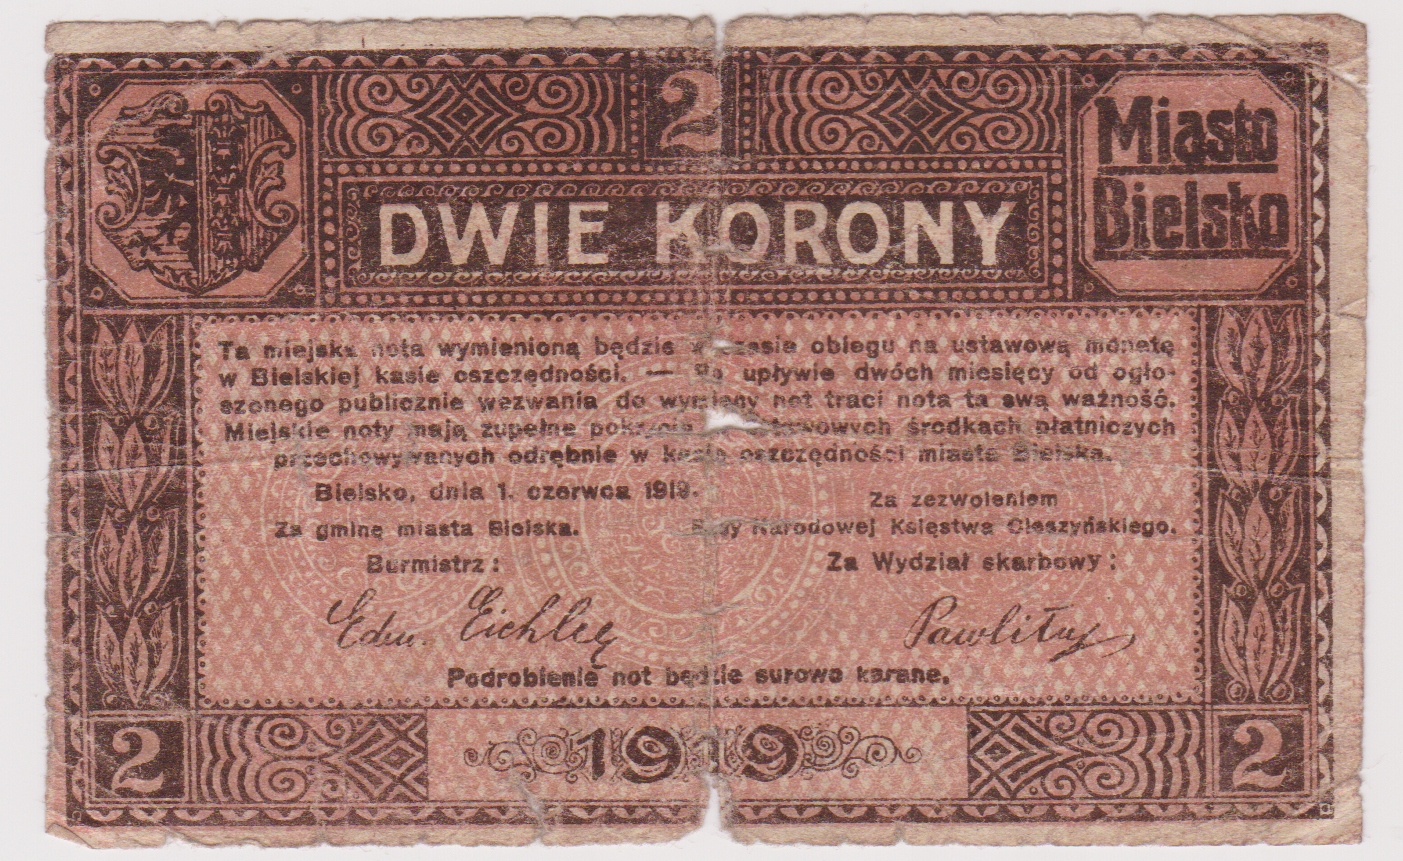 2
Miasto
Bielsko
DWIE KORONY
Ta miejska nota wymienioną będzie w czasie obiegu na ustawową monetę
w Bielskiej kasie oszczędności. — Po upływie dwóch miesięcy od ogło-
szonego publicznie wezwania do wymiany not traci nota ta swą ważność.
Miejskie noty mają zupełne pokrycie w ustawowych środkach płatniczych
przechowywanych odrębnie w kasie oszczędności miasta Bielska.
Bielsko, dnia 1. czerwca 1919.
Za zezwoleniem
Za gminę miasta Bielska.
Rady Narodowej Księstwa Cieszyńskiego.
Burmistrz:
Za Wydział skarbowy:
Edw. Eichler
Pawlituj
Podrobienie not będzie surowo karane.
2
1919
2